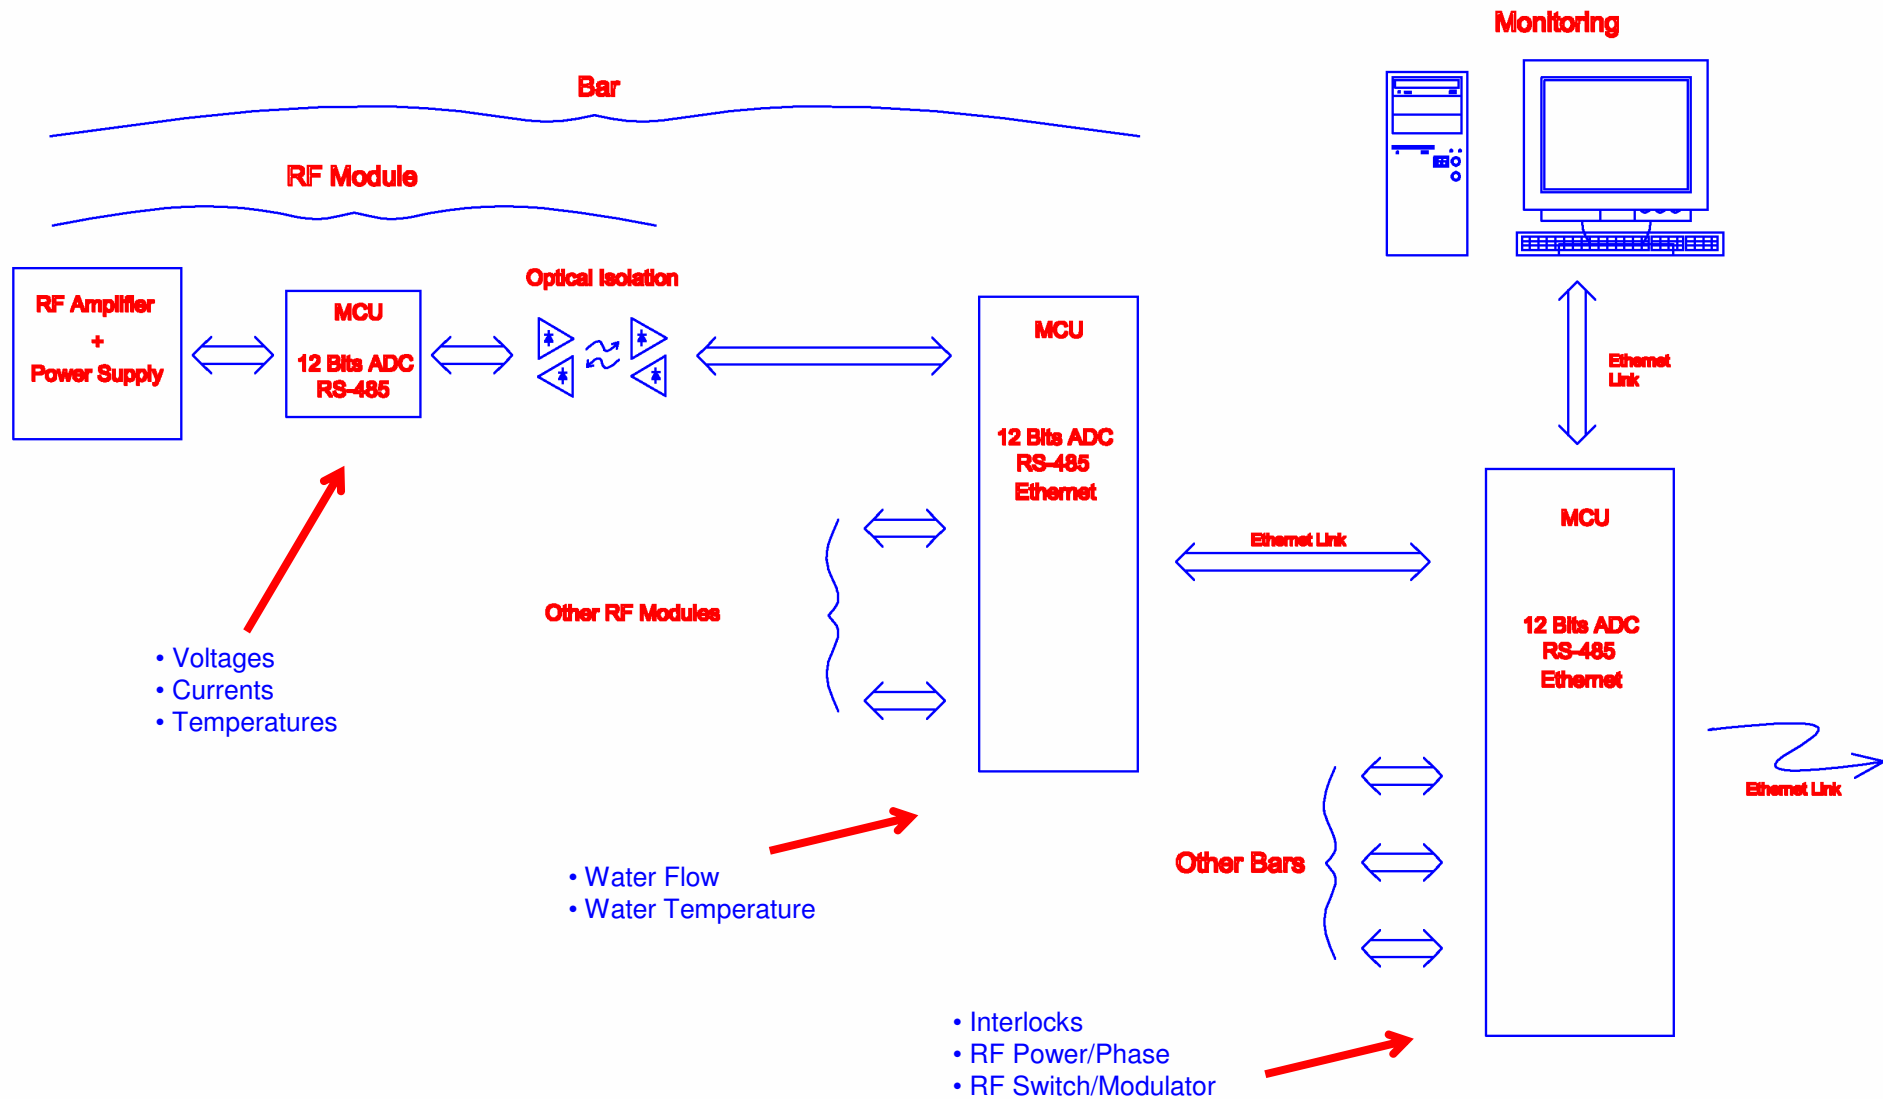 Monitoring
Bar
RF Module
Optical Isolation
RF Amplifier
+
Power Supply
MCU
12 Bits ADC
RS-485
MCU
12 Bits ADC
RS-485
Ethernet
Ethernet
Link
MCU
12 Bits ADC
RS-485
Ethernet
Ethernet Link
Other RF Modules
• Voltages
• Currents
• Temperatures
Ethernet Link
Other Bars
• Water Flow
• Water Temperature
• Interlocks
• RF Power/Phase
• RF Switch/Modulator